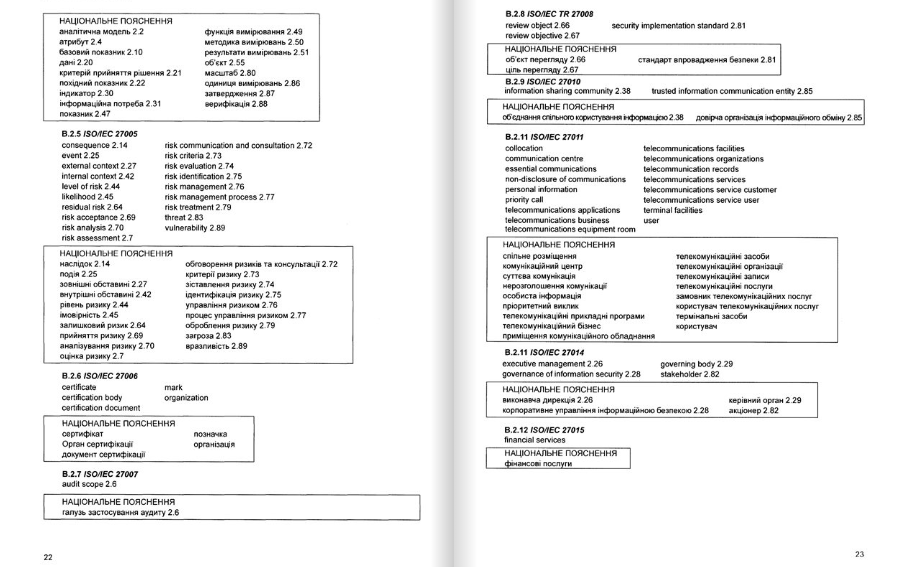 НАЦІОНАЛЬНЕ ПОЯСНЕННЯ
аналітична модель 2.2 функція вимірювання 2.49
атрибут 2.4 методика вимірювань 2.50
базовий показник 2.10 результати вимірювань 2.51
дані 2.20 об'єкт 2.55
критерій прийняття рішення 2.21 масштаб 2.80
похідний показник 2.22 одиниця вимірювань 2.86
індикатор 2.30 затвердження 2.87
інформаційна потреба 2.31 верифікація 2.88
показник 2.47
B.2.5 ISO/IEC 27005
consequence 2.14 risk communication and consultation 2.72
event 2.25 risk criteria 2.73
external context 2.27 risk evaluation 2.74
internal context 2.42 risk identification 2.75
level of risk 2.44 risk management 2.76
likelihood 2.45 risk management process 2.77
residual risk 2.64 risk treatment 2.79
risk acceptance 2.69 threat 2.83
risk analysis 2.70 vulnerability 2.89
risk assessment 2.7
НАЦІОНАЛЬНЕ ПОЯСНЕННЯ
наслідок 2.14 обговорення ризиків та консультації 2.72
подія 2.25 критерії ризику 2.73
зовнішні обставини 2.27 зіставлення ризику 2.74
внутрішні обставини 2.42 ідентифікація ризику 2.75
рівень ризику 2.44 управління ризиком 2.76
імовірність 2.45 процес управління ризиком 2.77
залишковий ризик 2.64 оброблення ризику 2.79
прийняття ризику 2.69 загроза 2.83
аналізування ризику 2.70 вразливість 2.89
оцінка ризику 2.7
B.2.6 ISO/IEC 27006
certificate mark
certification body organization
certification document
НАЦІОНАЛЬНЕ ПОЯСНЕННЯ
сертифікат позначка
Орган сертифікації організація
документ сертифікації
B.2.7 ISO/IEC 27007
audit scope 2.6
НАЦІОНАЛЬНЕ ПОЯСНЕННЯ
галузь застосування аудиту 2.6
22
B.2.8 ISO/IEC TR 27008
review object 2.66 security implementation standard 2.81
review objective 2.67
НАЦІОНАЛЬНЕ ПОЯСНЕННЯ
об'єкт перегляду 2.66 стандарт впровадження безпеки 2.81
ціль перегляду 2.67
B.2.9 ISO/IEC 27010
information sharing community 2.38 trusted information communication entity 2.85
НАЦІОНАЛЬНЕ ПОЯСНЕННЯ
об'єднання спільного користування інформацією 2.38 довірча організація інформаційного обміну 2.85
B.2.11 ISO/IEC 27011
collocation telecommunications facilities
communication centre telecommunications organizations
essential communications telecommunication records
non-disclosure of communications telecommunications services
personal information telecommunications service customer
priority call telecommunications service user
telecommunications applications terminal facilities
telecommunications business user
telecommunications equipment room
НАЦІОНАЛЬНЕ ПОЯСНЕННЯ
спільне розміщення телекомунікаційні засоби
комунікаційний центр телекомунікаційні організації
суттєва комунікація телекомунікаційні записи
нерозголошення комунікації телекомунікаційні послуги
особиста інформація замовник телекомунікаційних послуг
пріоритетний виклик користувач телекомунікаційних послуг
телекомунікаційні прикладні програми термінальні засоби
телекомунікаційний бізнес користувач
приміщення комунікаційного обладнання
B.2.11 ISO/IEC 27014
executive management 2.26 governing body 2.29
governance of information security 2.28 stakeholder 2.82
НАЦІОНАЛЬНЕ ПОЯСНЕННЯ
виконавча дирекція 2.26 керівний орган 2.29
корпоративне управління інформаційною безпекою 2.28 акціонер 2.82
B.2.12 ISO/IEC 27015
financial services
НАЦІОНАЛЬНЕ ПОЯСНЕННЯ
фінансові послуги
23